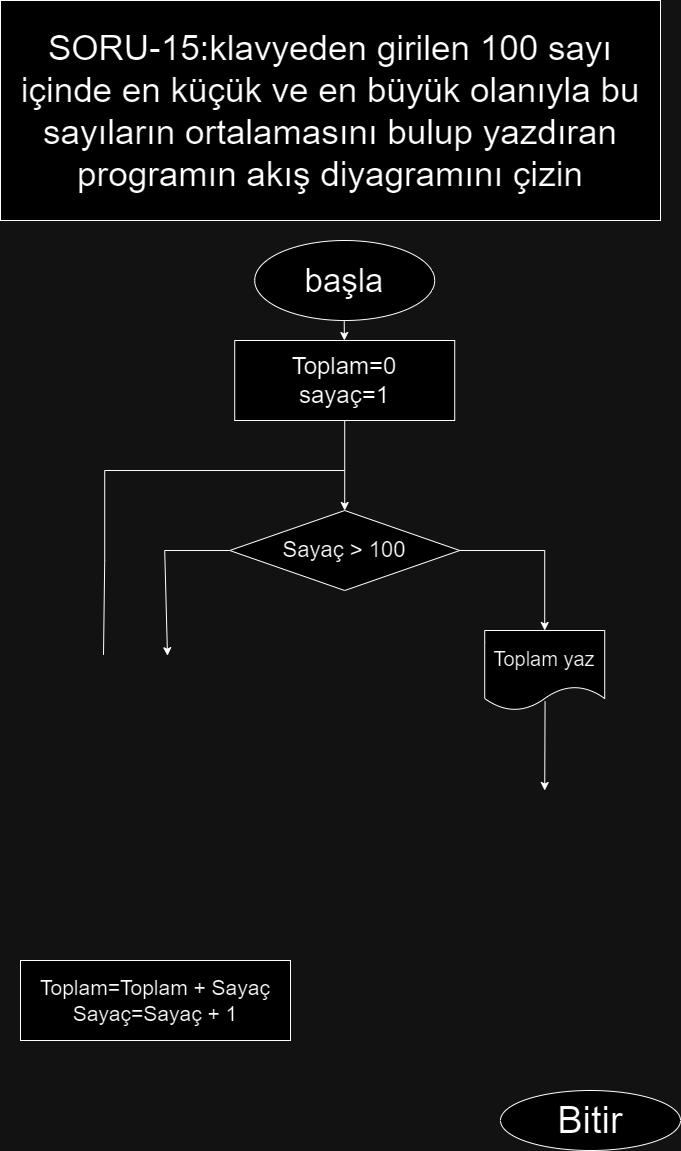 SORU-15:klavyeden girilen 100 sayı
içinde en küçük ve en büyük olanıyla bu
sayıların ortalamasını bulup yazdıran
programın akış diyagramını çizin
başla
Toplam=0
sayaç=1
Sayaç > 100
Toplam yaz
Toplam=Toplam + Sayaç
Sayaç=Sayaç + 1
Bitir